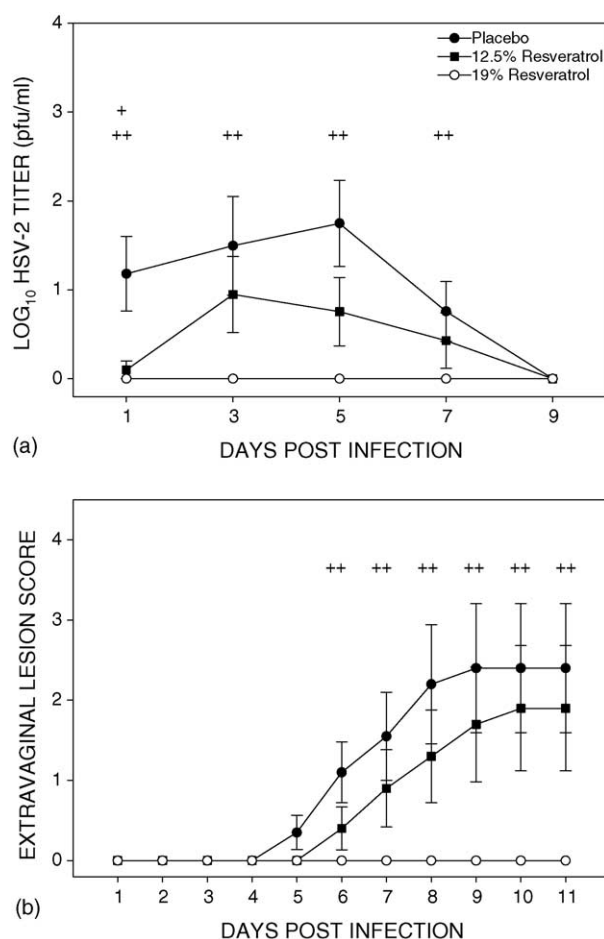 Placebo
12.5% Resveratrol
19% Resveratrol
LOG₁₀ HSV-2 TITER (pfu/ml)
4
3
2
1
0
+
++ ++ ++ ++
1 3 5 7 9
DAYS POST INFECTION
(a)
EXTRAVAGINAL LESION SCORE
4
3
2
1
0
++ ++ ++ ++ ++ ++
1 2 3 4 5 6 7 8 9 10 11
DAYS POST INFECTION
(b)